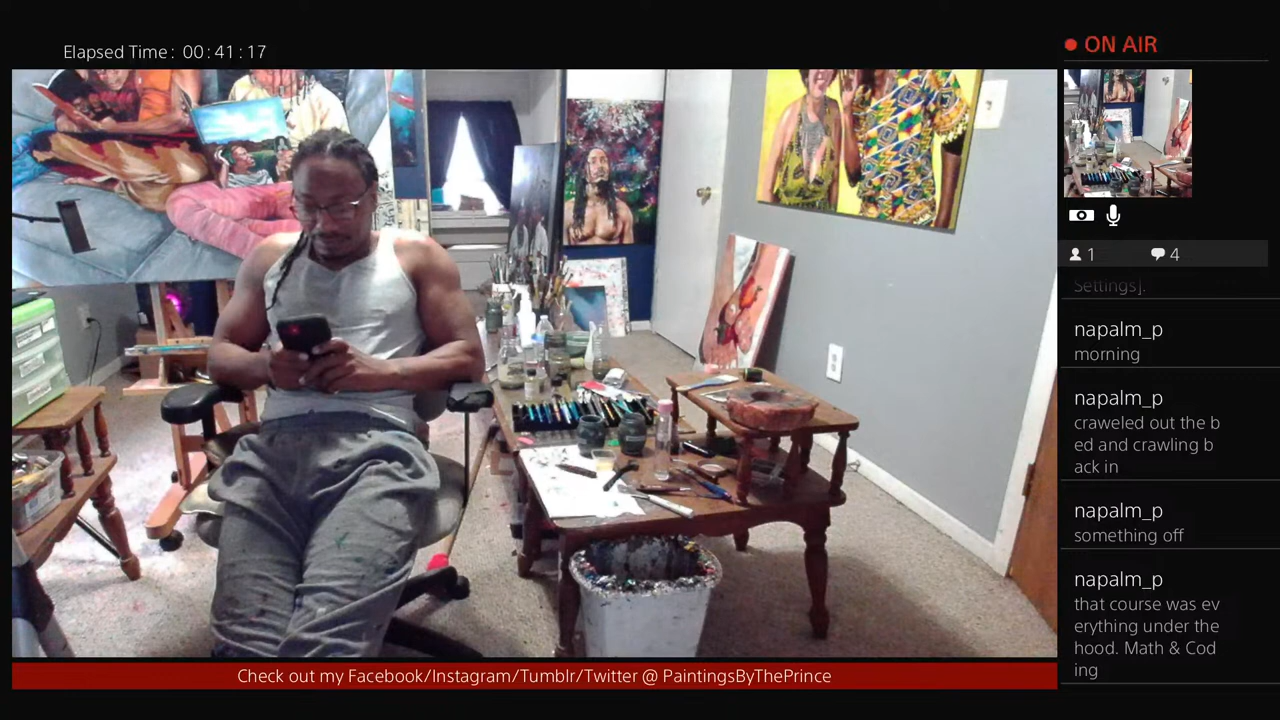 Elapsed Time: 00:41:17
ON AIR
1
4
Settings].
napalm_p
morning
napalm_p
craweled out the b
ed and crawling b
ack in
napalm_p
something off
napalm_p
that course was ev
erything under the
hood. Math & Cod
ing
Check out my Facebook/Instagram/Tumblr/Twitter @ PaintingsByThePrince